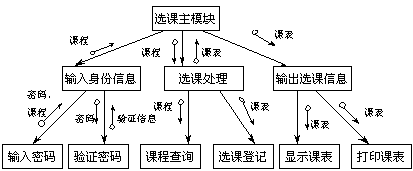 选课主模块
课程
课程
课表
课表
输入身份信息
选课处理
输出选课信息
密码,
课程
密码
验证信息
课程
课表
课表
课表
输入密码
验证密码
课程查询
选课登记
显示课表
打印课表